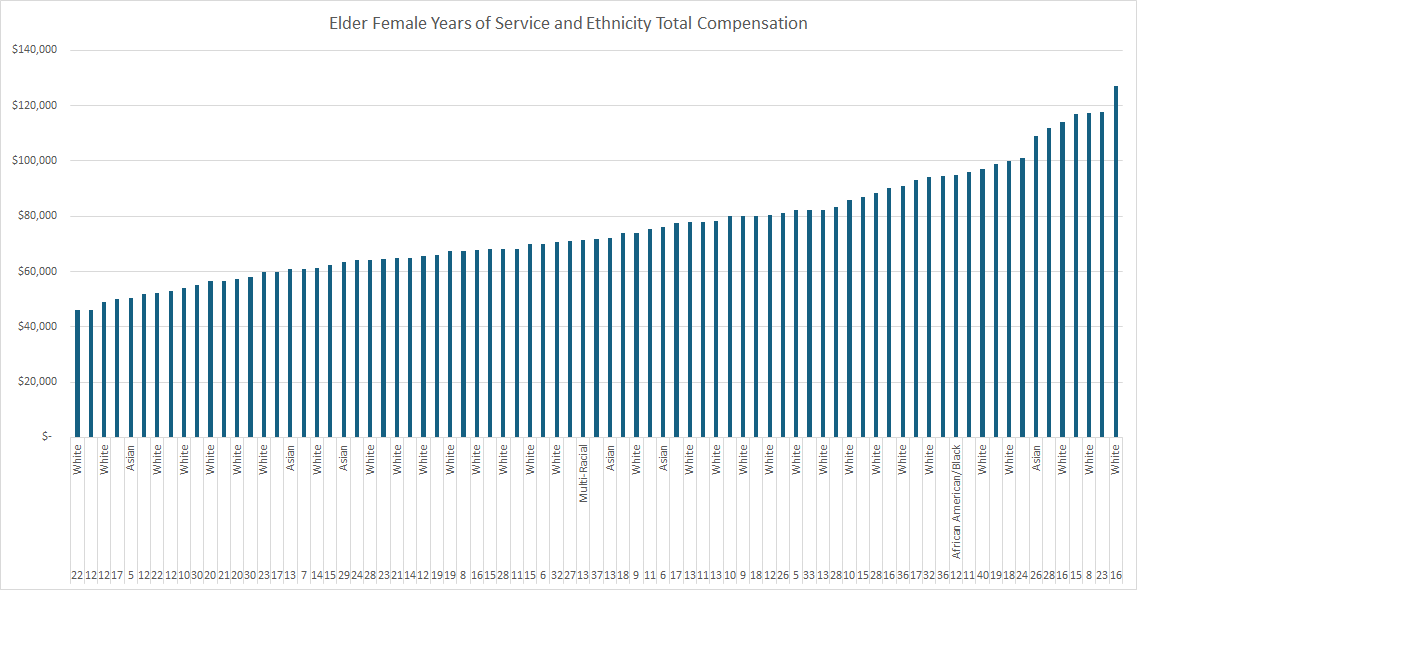 Elder Female Years of Service and Ethnicity Total Compensation
$140,000
$120,000
$100,000
$80,000
$60,000
$40,000
$20,000
$-
White White Asian White White White White White Asian White Asian White White White White White White White White Multi-Racial Asian White Asian White White White White White White White White White White African American/Black White White Asian White White White
22 12 12 17 5 12 22 12 10 30 20 21 20 30 23 17 13 7 14 15 29 24 28 23 21 14 12 19 19 8 16 15 28 11 15 6 32 27 13 37 13 18 9 11 6 17 13 11 13 10 9 18 12 26 5 33 13 28 10 15 28 16 36 17 32 36 12 11 40 19 18 24 26 28 16 15 8 23 16